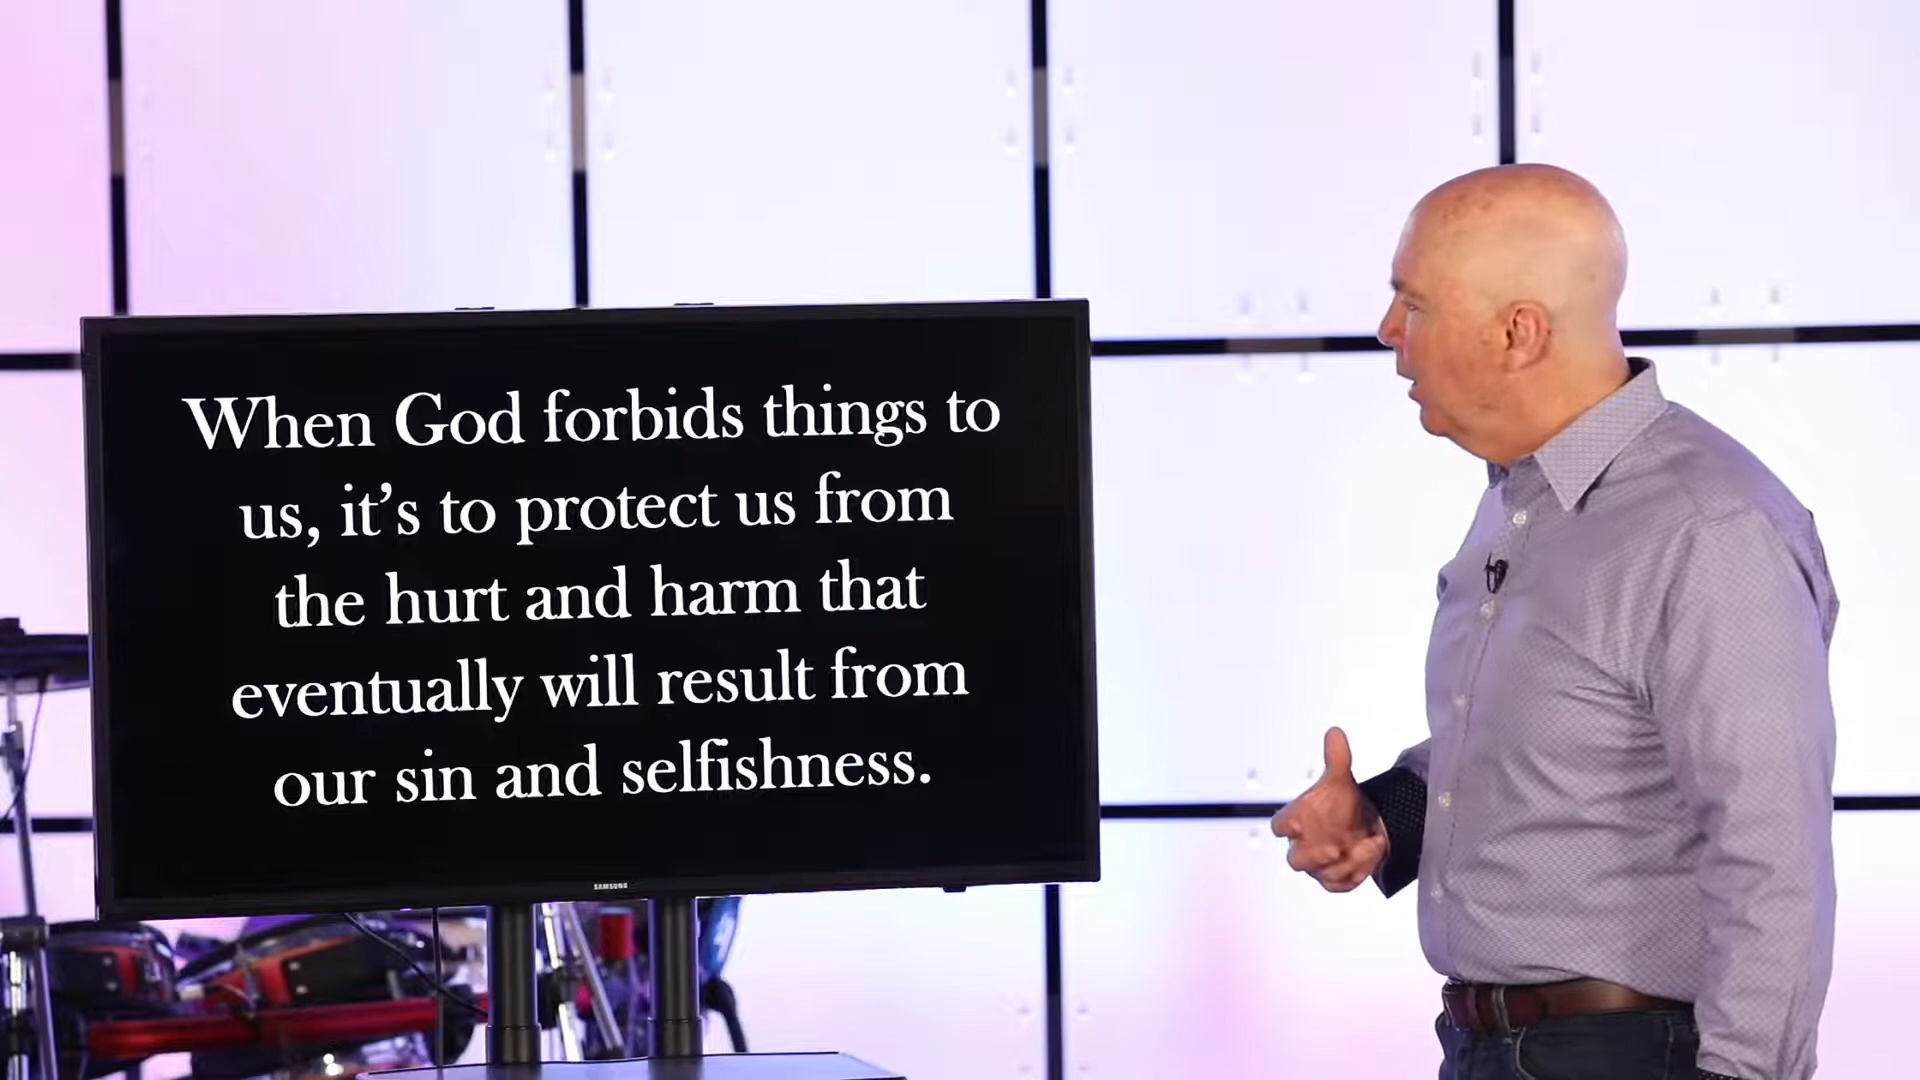 When God forbids things to
us, it’s to protect us from
the hurt and harm that
eventually will result from
our sin and selfishness.
SAMSUNG